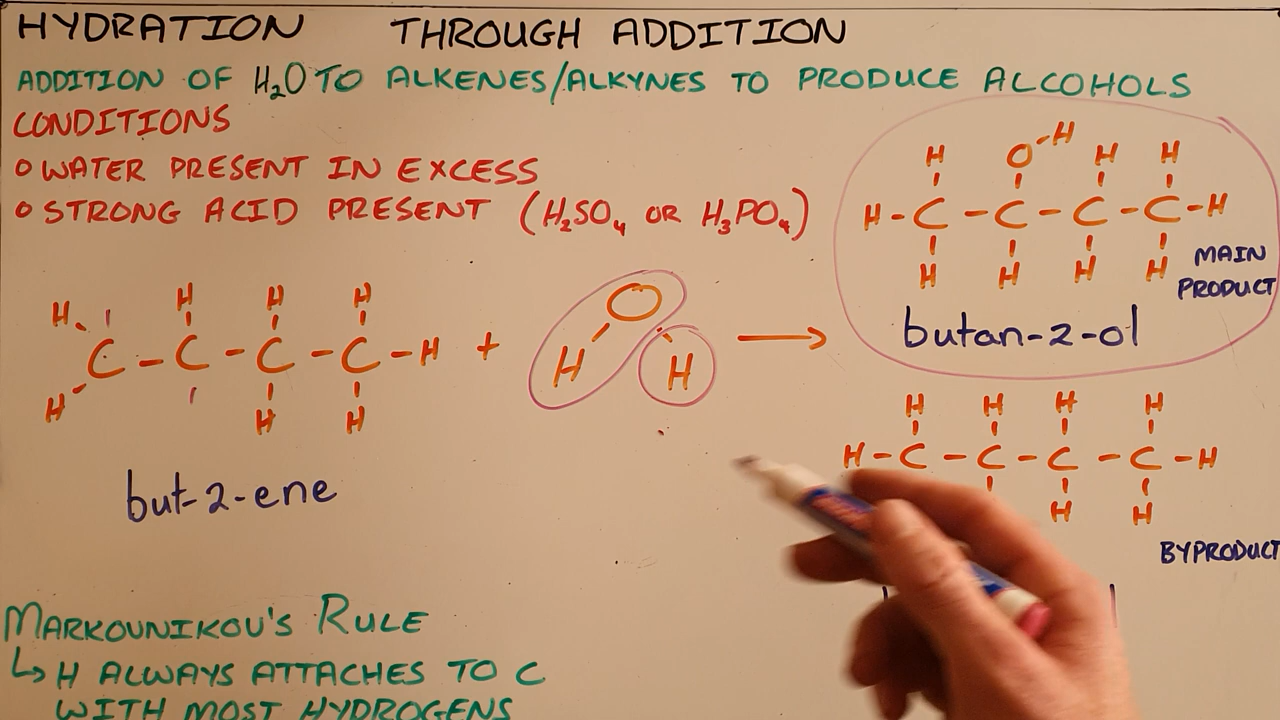 HYDRATION THROUGH ADDITION
ADDITION OF H₂O TO ALKENES/ALKYNES TO PRODUCE ALCOHOLS
CONDITIONS
o WATER PRESENT IN EXCESS
o STRONG ACID PRESENT (H₂SO₄ OR H₃PO₄)
H H H H
C - C - C - C - H + O H H →
H H H
but-2-ene
H O-H H H
H - C - C - C - C - H
H H H H
MAIN
PRODUCT
butan-2-ol
H H H H
H - C - C - C - C - H
H H
BYPRODUCT
MARKOUNIKOU'S RULE
↳ H ALWAYS ATTACHES TO C
WITH MOST HYDROGENS